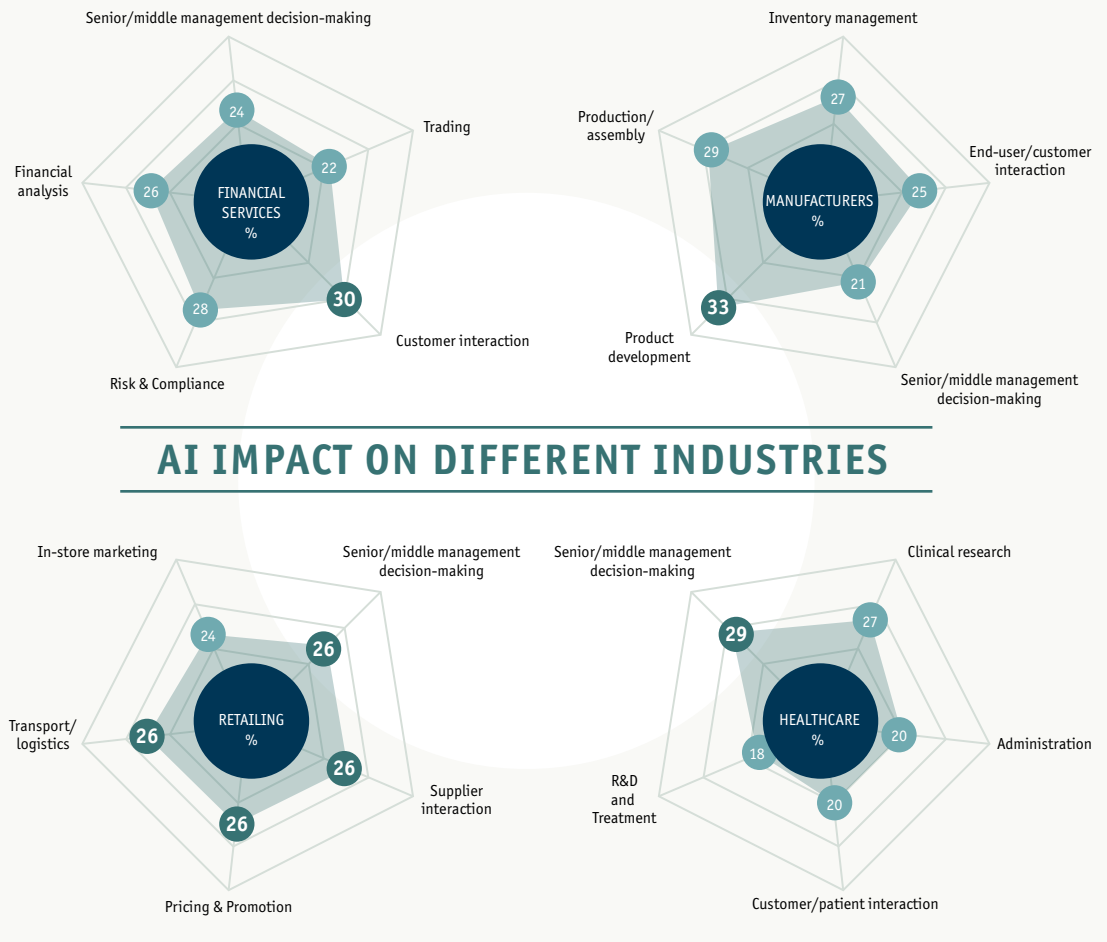 Senior/middle management decision-making
24
Trading
22
Financial
analysis
26
FINANCIAL
SERVICES
%
28
30
Customer interaction
Risk & Compliance
Inventory management
27
Production/
assembly
29
End-user/customer
interaction
25
MANUFACTURERS
%
21
33
Product
development
Senior/middle management
decision-making
AI IMPACT ON DIFFERENT INDUSTRIES
In-store marketing
24
Senior/middle management
decision-making
26
Transport/
logistics
26
RETAILING
%
26
Supplier
interaction
26
Pricing & Promotion
Senior/middle management
decision-making
29
Clinical research
27
HEALTHCARE
%
20
Administration
18
R&D
and
Treatment
20
Customer/patient interaction